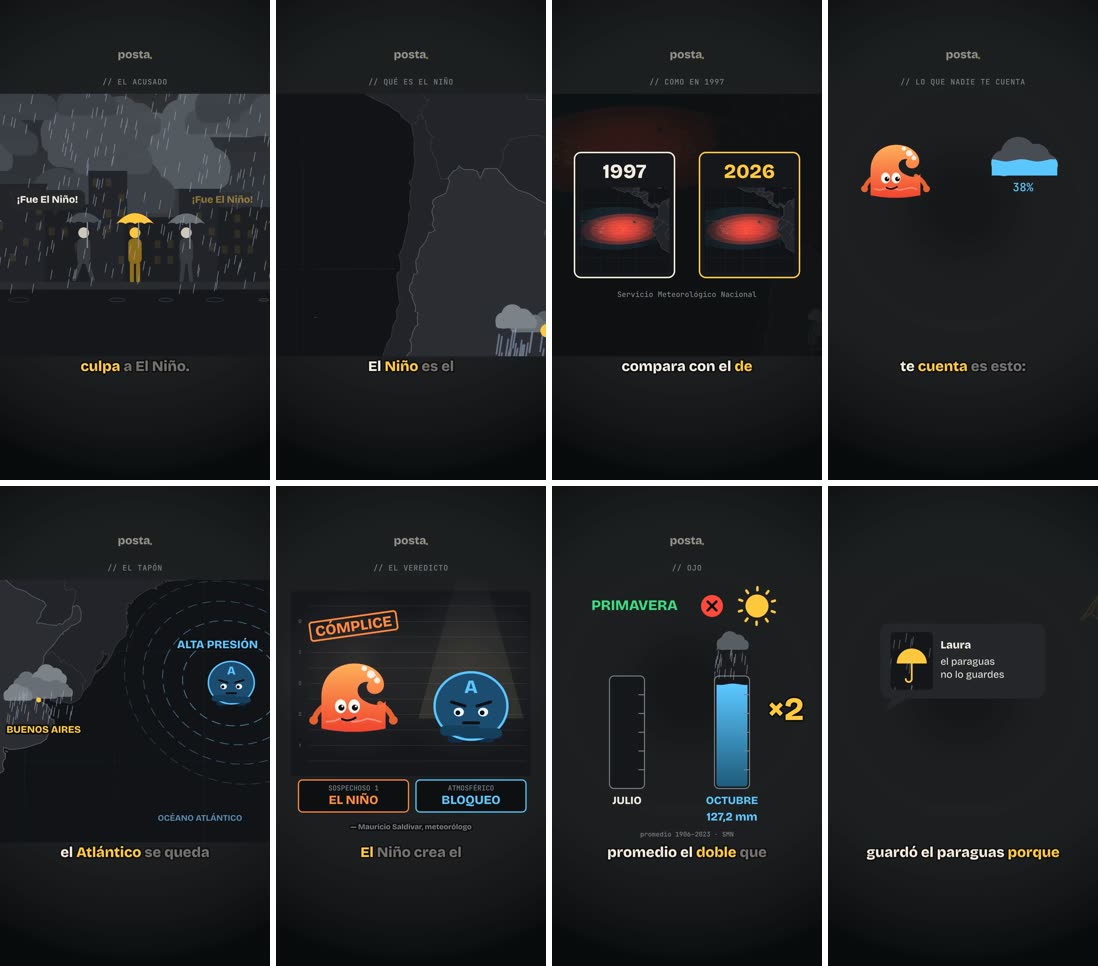 posta.
// EL ACUSADO
¡Fue El Niño!
¡Fue El Niño!
culpa a El Niño.
posta.
// QUÉ ES EL NIÑO
El Niño es el
posta.
// COMO EN 1997
1997
2026
Servicio Meteorológico Nacional
compara con el de
posta.
// LO QUE NADIE TE CUENTA
38%
te cuenta es esto:
posta.
// EL TAPÓN
ALTA PRESIÓN
A
BUENOS AIRES
OCÉANO ATLÁNTICO
el Atlántico se queda
posta.
// EL VEREDICTO
CÓMPLICE
A
SOSPECHOSO 1
EL NIÑO
ATMOSFÉRICO
BLOQUEO
— Mauricio Saldívar, meteorólogo
El Niño crea el
posta.
// OJO
PRIMAVERA
×2
JULIO
OCTUBRE
127,2 mm
promedio 1906–2023 · SMN
promedio el doble que
Laura
el paraguas
no lo guardes
guardó el paraguas porque